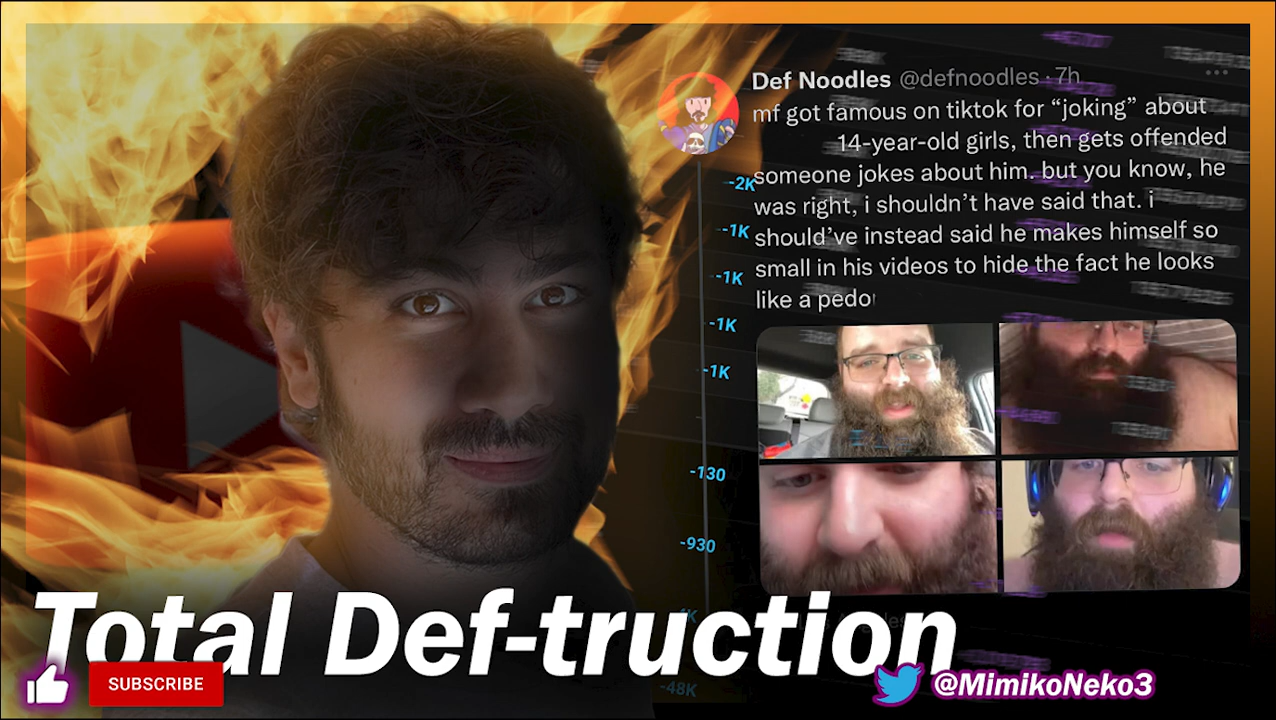 Def Noodles @defnoodles · 7h
mf got famous on tiktok for “joking” about
14-year-old girls, then gets offended
someone jokes about him. but you know, he
was right, i shouldn’t have said that. i
should’ve instead said he makes himself so
small in his videos to hide the fact he looks
like a pedo
-2K
-1K
-1K
-1K
-1K
-130
-930
-48K
Total Def-truction
SUBSCRIBE
@MimikoNeko3